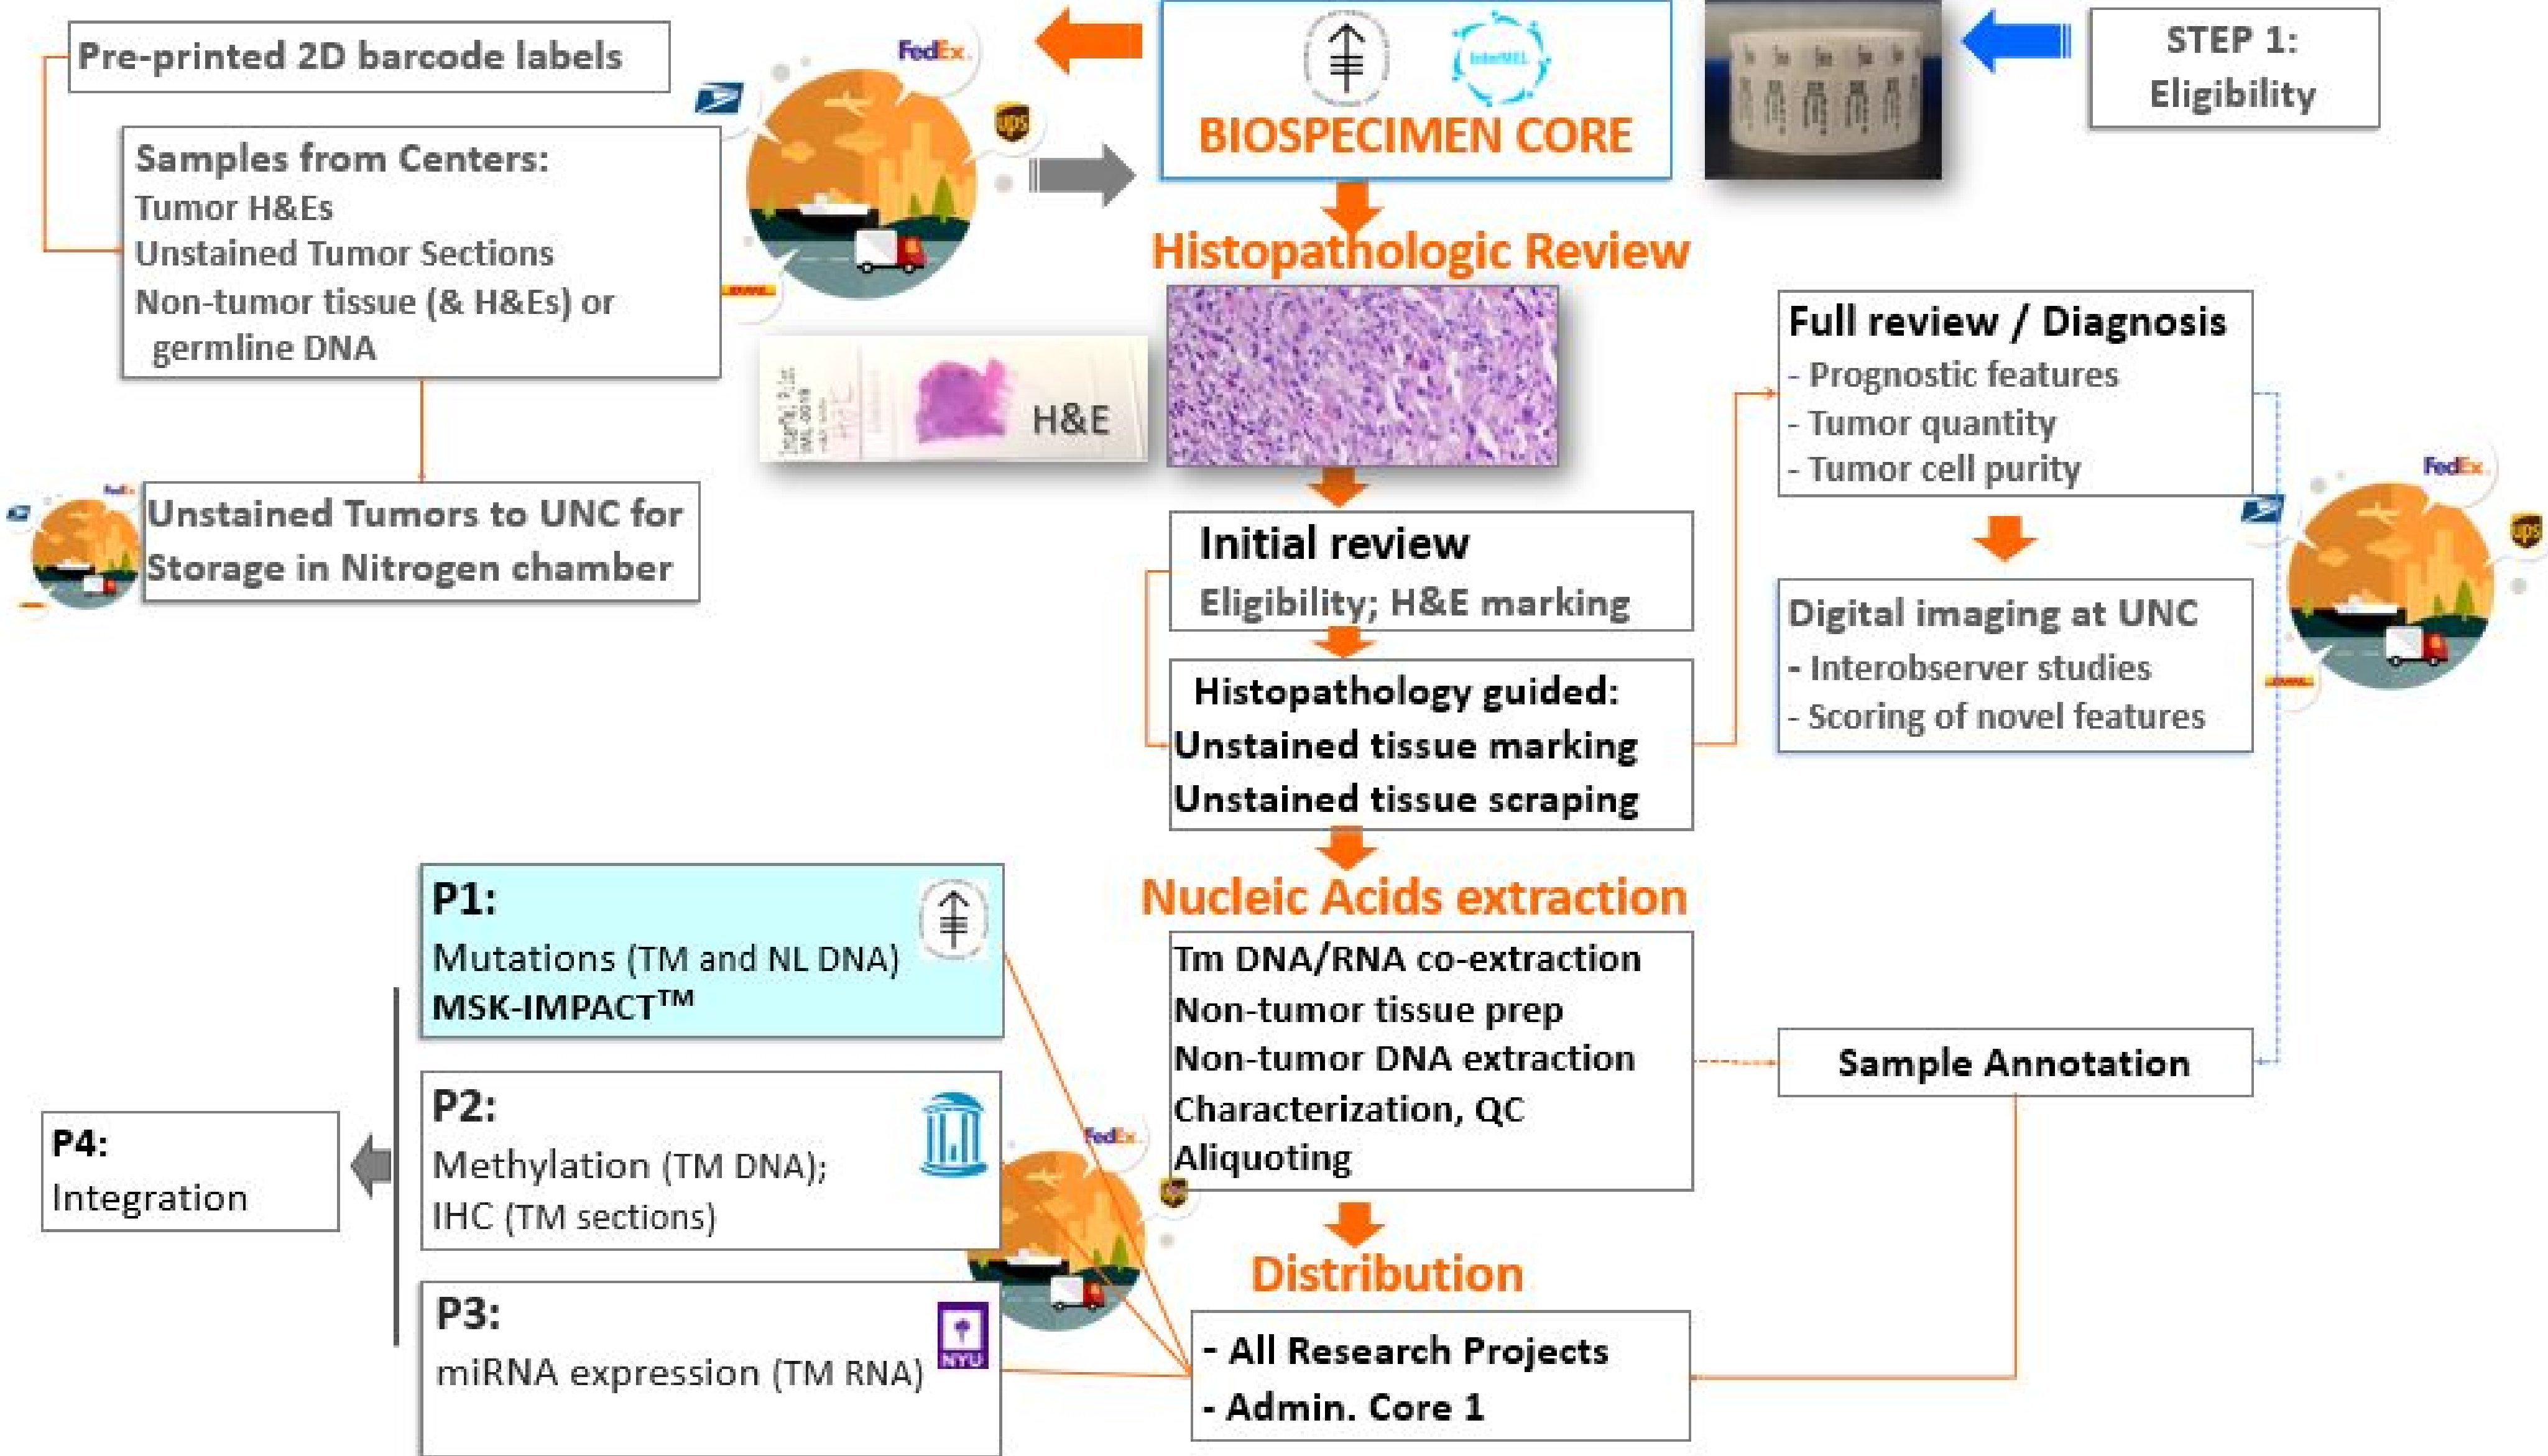 Pre-printed 2D barcode labels
FedEx.
ups
InterMEL
BIOSPECIMEN CORE
STEP 1:
Eligibility
Samples from Centers:
Tumor H&Es
Unstained Tumor Sections
Non-tumor tissue (& H&Es) or
germline DNA
Histopathologic Review
H&E
Full review / Diagnosis
- Prognostic features
- Tumor quantity
- Tumor cell purity
FedEx
Unstained Tumors to UNC for
Storage in Nitrogen chamber
FedEx.
ups
Initial review
Eligibility; H&E marking
Digital imaging at UNC
- Interobserver studies
- Scoring of novel features
Histopathology guided:
Unstained tissue marking
Unstained tissue scraping
Nucleic Acids extraction
Tm DNA/RNA co-extraction
Non-tumor tissue prep
Non-tumor DNA extraction
Characterization, QC
Aliquoting
Sample Annotation
P1:
Mutations (TM and NL DNA)
MSK-IMPACT™
P2:
Methylation (TM DNA);
IHC (TM sections)
FedEx.
P3:
miRNA expression (TM RNA)
NYU
P4:
Integration
Distribution
- All Research Projects
- Admin. Core 1